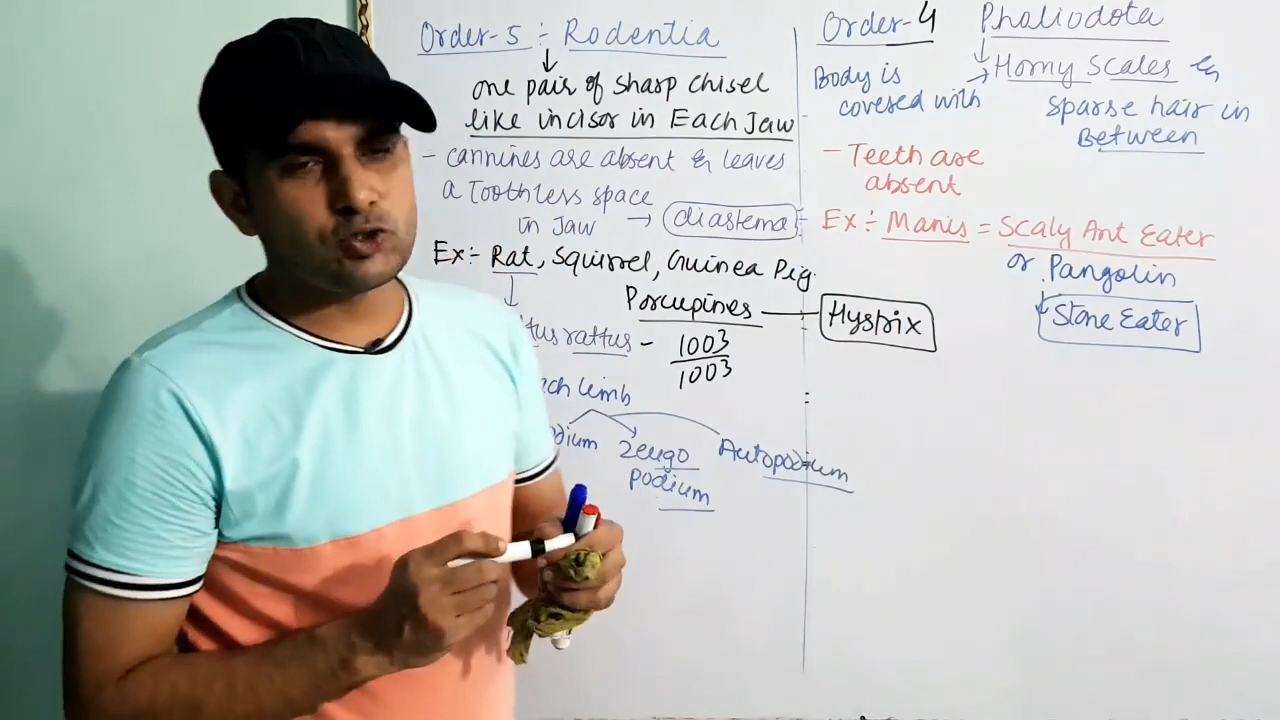 Order-5 :- Rodentia
one pair of sharp chisel
like incisor in Each Jaw
- cannines are absent & leaves
a Toothless space
in Jaw → diastema
Ex:- Rat, Squirrel, Guinea Pig
Porcupines — Hystrix
rattus - 1003
1003
limb
Zeugo
podium
Autopodium
Order-4 Pholiodota
Body is
covered with
Horny Scales &
sparse hair in
Between
- Teeth are
absent
Ex:- Manis = Scaly Ant Eater
or Pangolin
Stone Eater